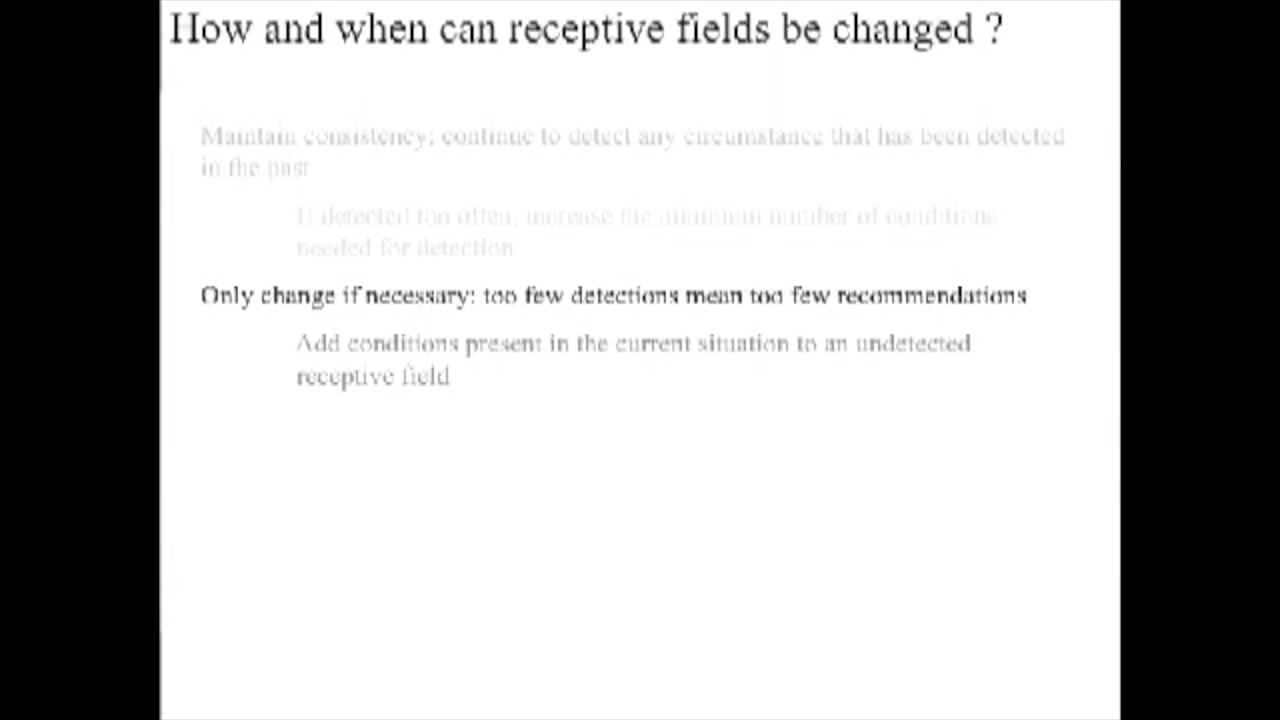 How and when can receptive fields be changed ?
Maintain consistency; continue to detect any circumstance that has been detected
in the past
If detected too often, increase the minimum number of conditions
needed for detection
Only change if necessary: too few detections mean too few recommendations
Add conditions present in the current situation to an undetected
receptive field